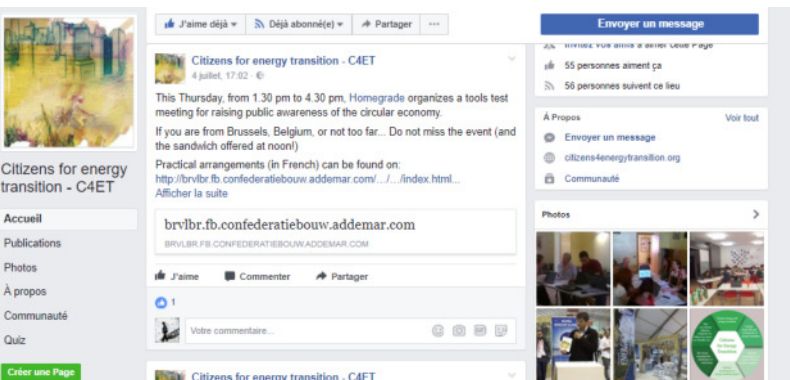 J'aime déjà
Déjà abonné(e)
Partager
Envoyer un message
Citizens for energy
transition - C4ET
Accueil
Publications
Photos
À propos
Communauté
Quiz
Créer une Page
Citizens for energy transition - C4ET
4 juillet, 17:02
This Thursday, from 1.30 pm to 4.30 pm, Homegrade organizes a tools test
meeting for raising public awareness of the circular economy.
If you are from Brussels, Belgium, or not too far... Do not miss the event (and
the sandwich offered at noon!)
Practical arrangements (in French) can be found on:
http://brvlbr.fb.confederatiebouw.addemar.com/.../.../index.html...
Afficher la suite
brvlbr.fb.confederatiebouw.addemar.com
BRVLBR.FB.CONFEDERATIEBOUW.ADDEMAR.COM
J'aime
Commenter
Partager
1
Votre commentaire...
Citizens for energy transition - C4ET
Invitez vos amis à aimer cette Page
55 personnes aiment ça
56 personnes suivent ce lieu
À Propos
Voir tout
Envoyer un message
citizens4energytransition.org
Communauté
Photos
Citizens
for Energy
Transition